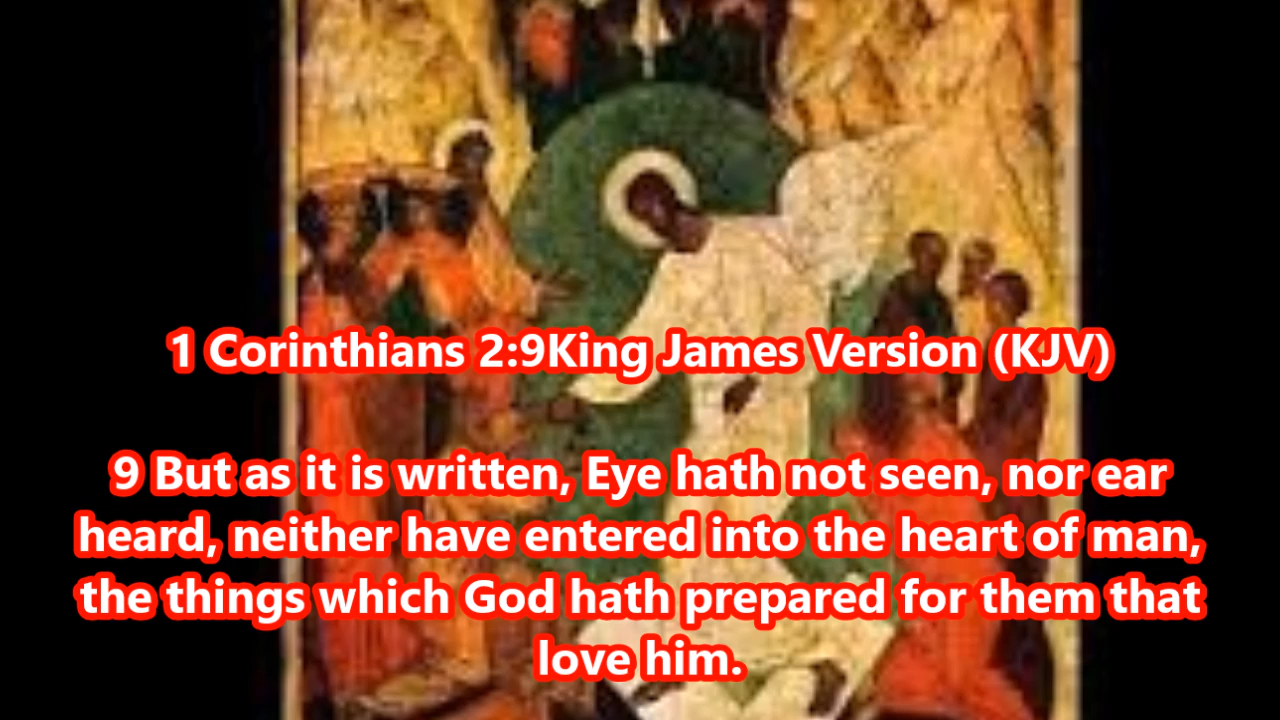 1 Corinthians 2:9King James Version (KJV)
9 But as it is written, Eye hath not seen, nor ear
heard, neither have entered into the heart of man,
the things which God hath prepared for them that
love him.